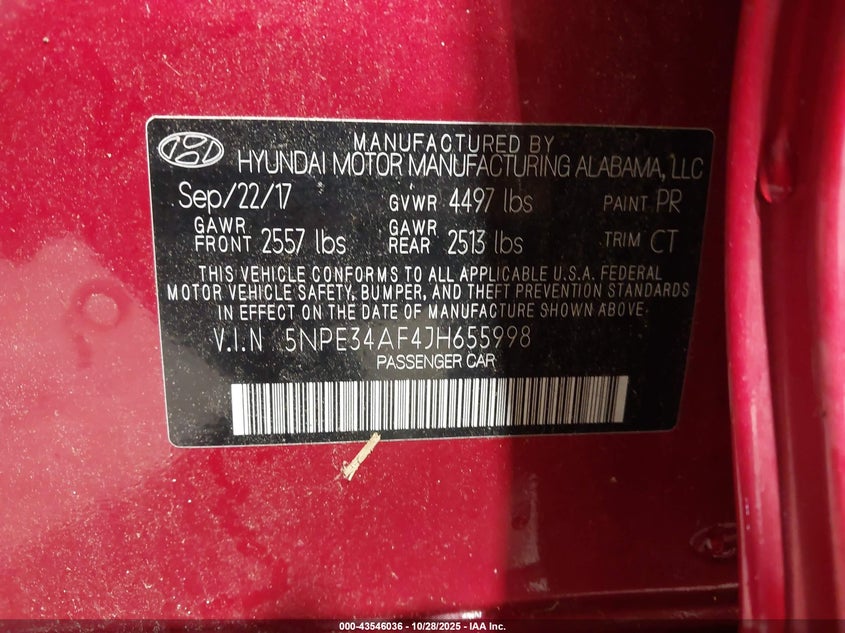 MANUFACTURED BY
HYUNDAI MOTOR MANUFACTURING ALABAMA, LLC
Sep/22/17 GVWR 4497 lbs PAINT PR
GAWR FRONT 2557 lbs GAWR REAR 2513 lbs TRIM CT
THIS VEHICLE CONFORMS TO ALL APPLICABLE U.S.A. FEDERAL
MOTOR VEHICLE SAFETY, BUMPER, AND THEFT PREVENTION STANDARDS
IN EFFECT ON THE DATE OF MANUFACTURE SHOWN ABOVE.
V.I.N 5NPE34AF4JH655998
PASSENGER CAR
000-43546036 - 10/28/2025 - IAA Inc.